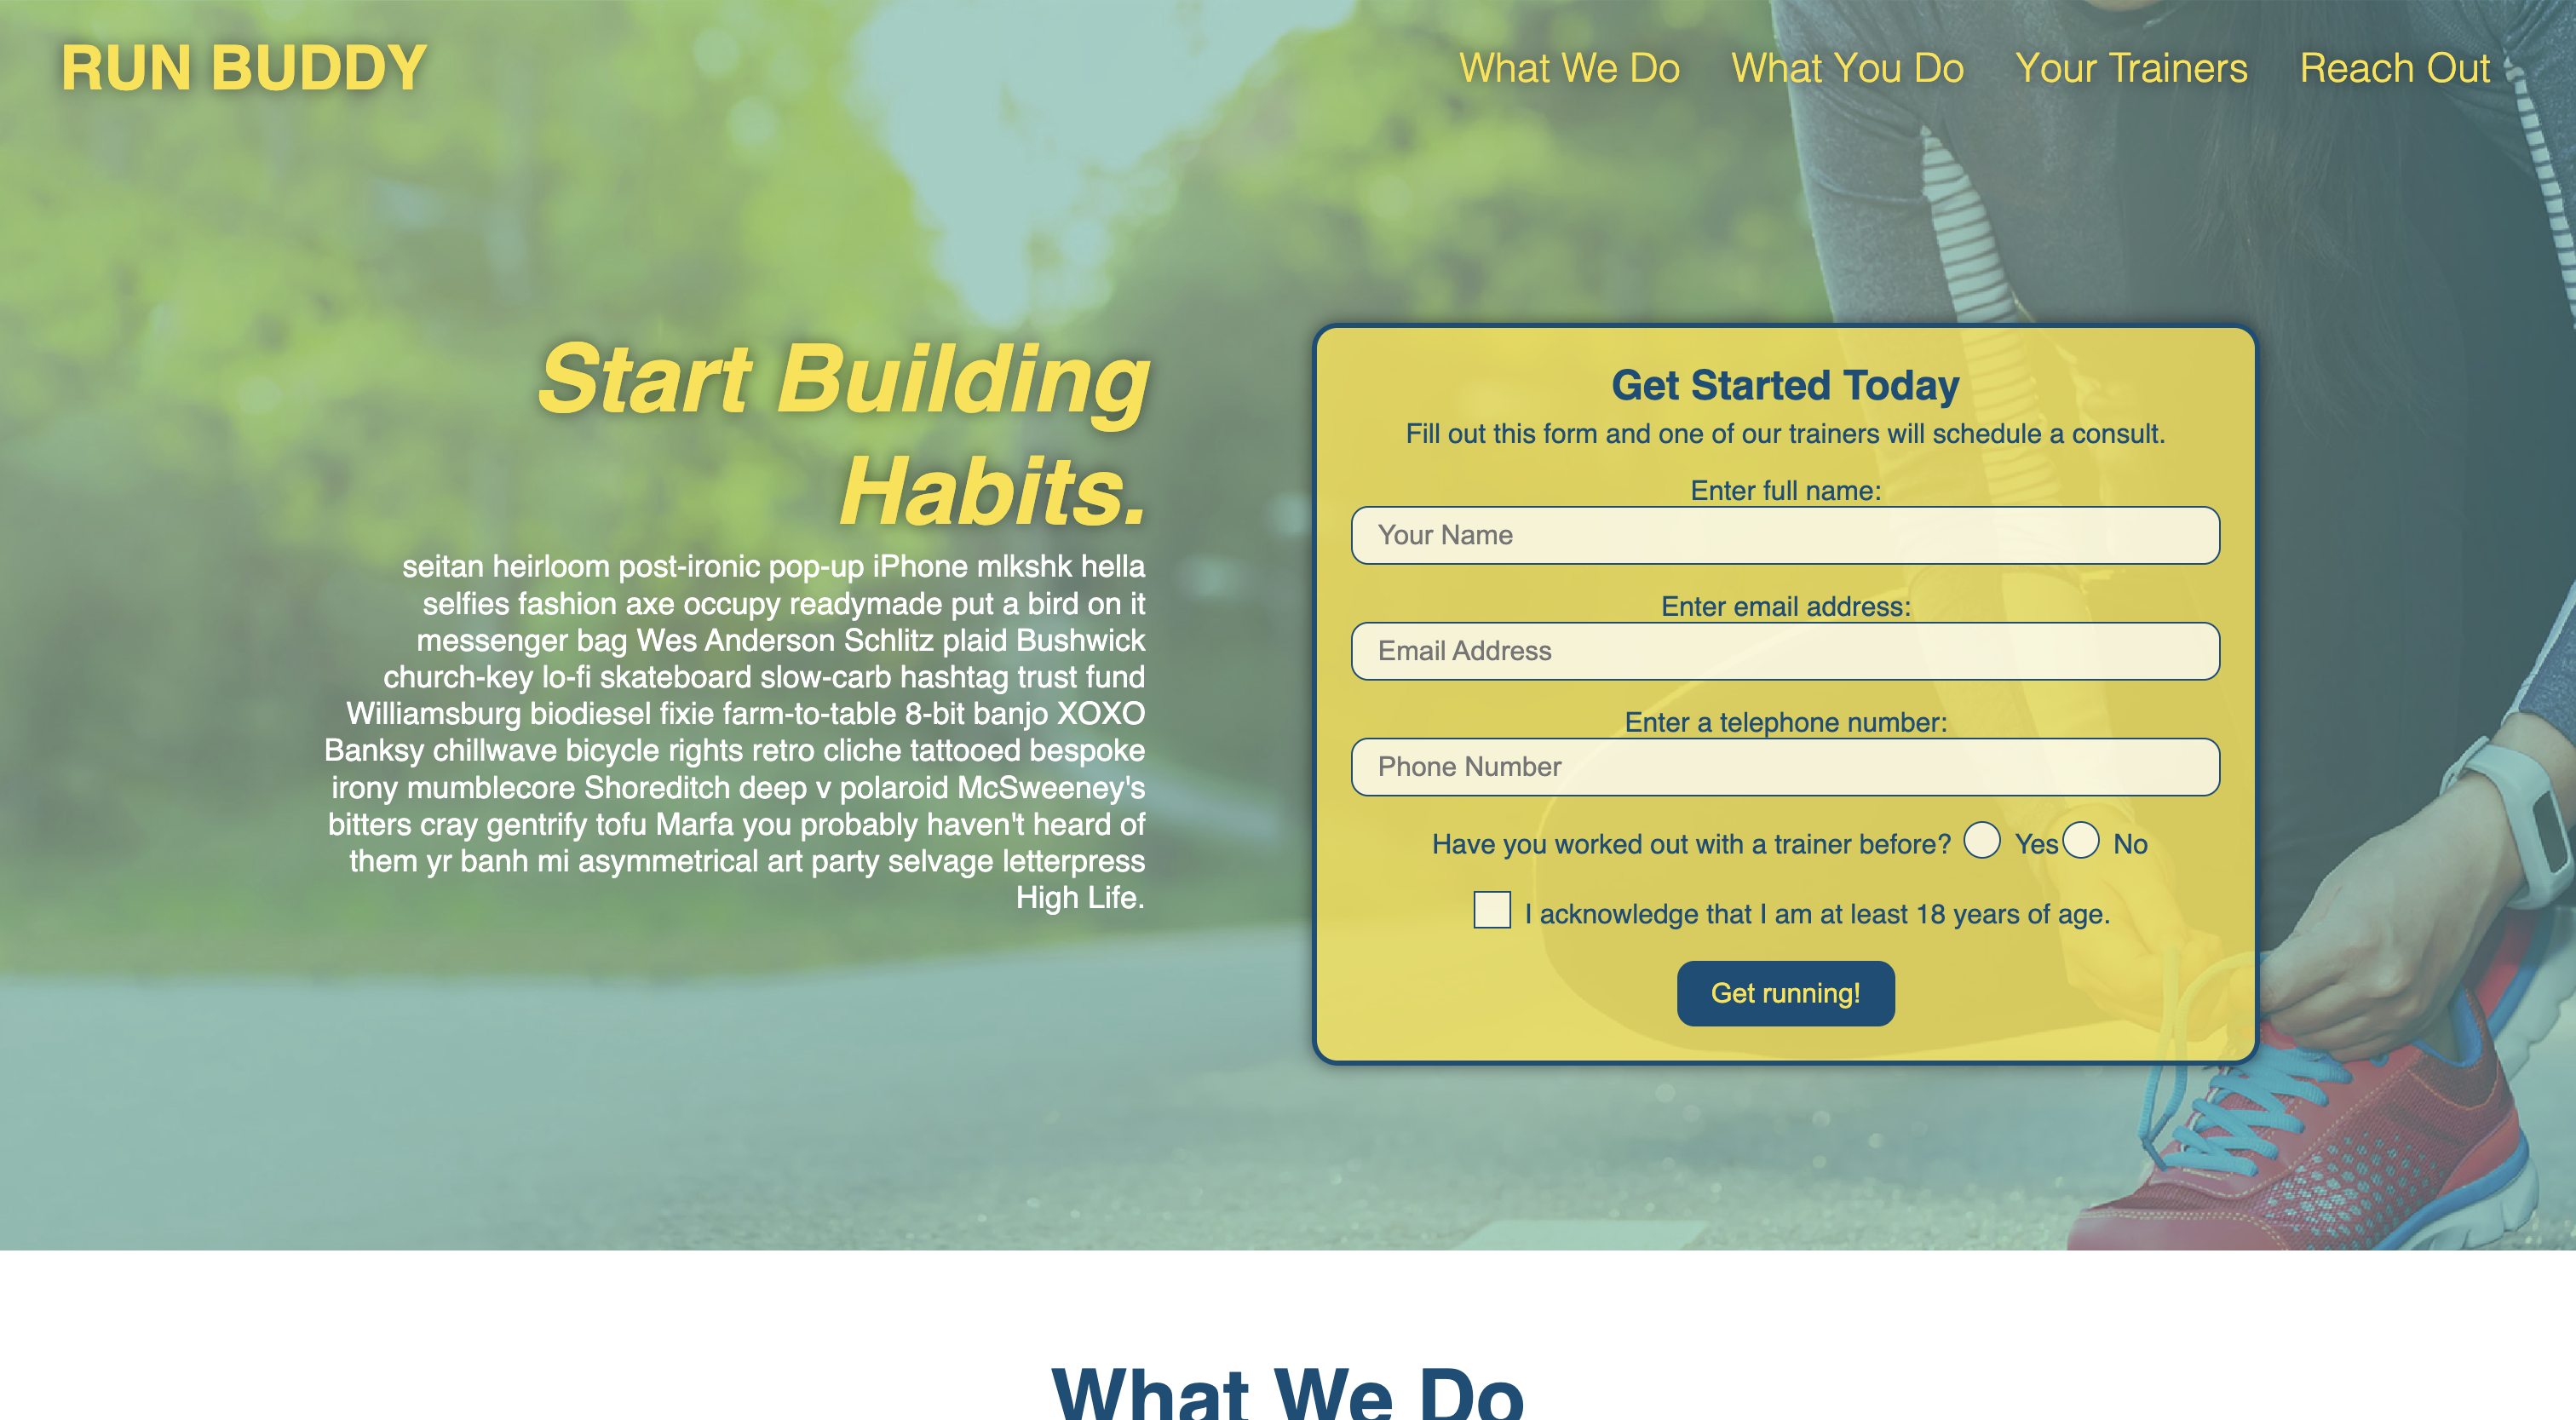 RUN BUDDY
What We Do
What You Do
Your Trainers
Reach Out
Start Building
Habits.
seitan heirloom post-ironic pop-up iPhone mlkshk hella
selfies fashion axe occupy readymade put a bird on it
messenger bag Wes Anderson Schlitz plaid Bushwick
church-key lo-fi skateboard slow-carb hashtag trust fund
Williamsburg biodiesel fixie farm-to-table 8-bit banjo XOXO
Banksy chillwave bicycle rights retro cliche tattooed bespoke
irony mumblecore Shoreditch deep v polaroid McSweeney's
bitters cray gentrify tofu Marfa you probably haven't heard of
them yr banh mi asymmetrical art party selvage letterpress
High Life.
Get Started Today
Fill out this form and one of our trainers will schedule a consult.
Enter full name:
Your Name
Enter email address:
Email Address
Enter a telephone number:
Phone Number
Have you worked out with a trainer before? Yes No
I acknowledge that I am at least 18 years of age.
Get running!
What We Do